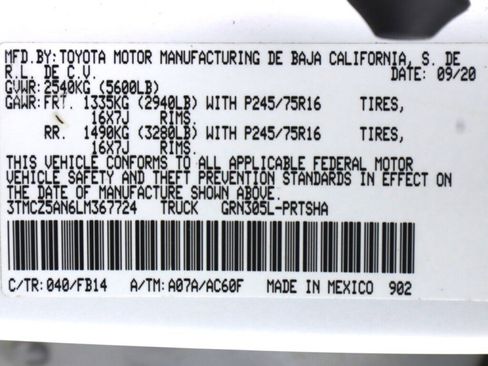 MFD.BY:TOYOTA MOTOR MANUFACTURING DE BAJA CALIFORNIA, S. DE
R.L. DE C.V. DATE: 09/20
GVWR:2540KG (5600LB)
GAWR:FRT. 1335KG (2940LB) WITH P245/75R16 TIRES,
16X7J RIMS.
RR. 1490KG (3280LB) WITH P245/75R16 TIRES,
16X7J RIMS.
THIS VEHICLE CONFORMS TO ALL APPLICABLE FEDERAL MOTOR
VEHICLE SAFETY AND THEFT PREVENTION STANDARDS IN EFFECT ON
THE DATE OF MANUFACTURE SHOWN ABOVE.
3TMCZ5AN6LM367724 TRUCK GRN305L-PRTSHA
C/TR:040/FB14 A/TM:A07A/AC60F MADE IN MEXICO 902